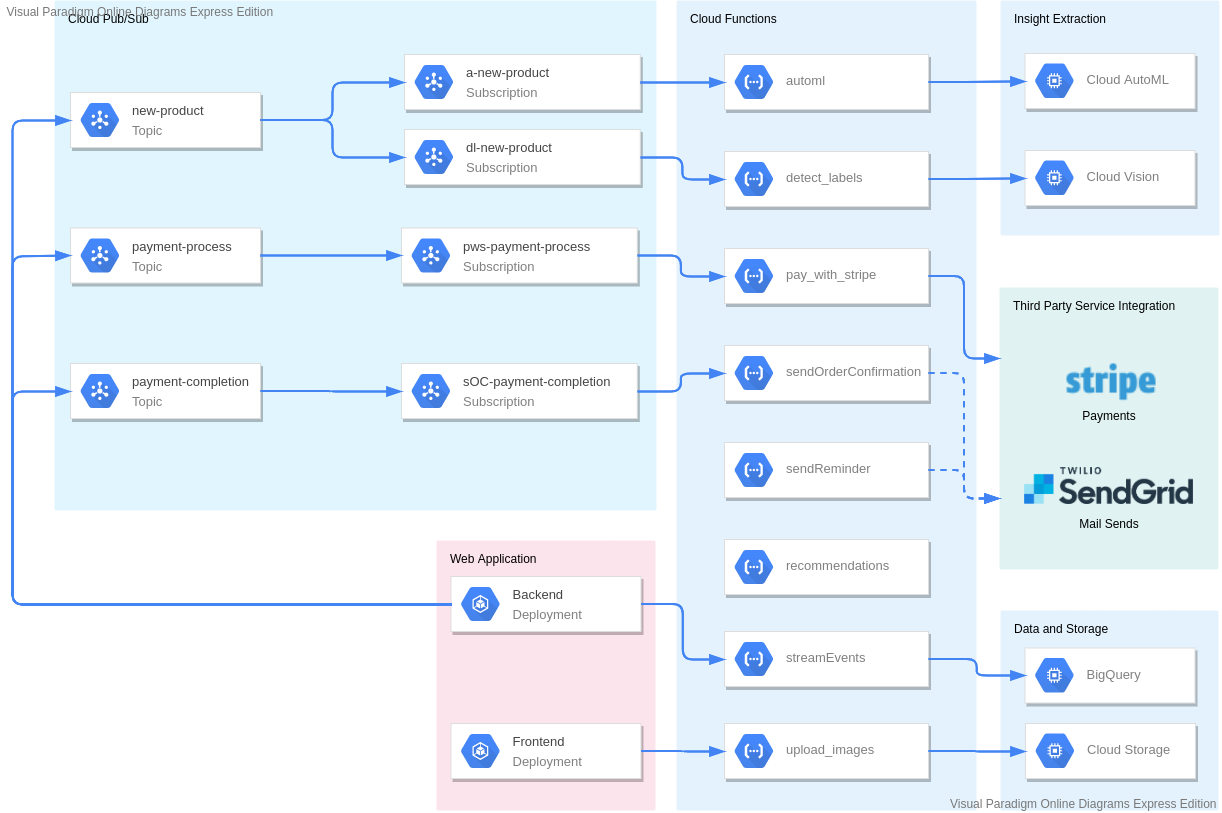 Visual Paradigm Online Diagrams Express Edition
Cloud Pub/Sub
new-product
Topic
a-new-product
Subscription
dl-new-product
Subscription
payment-process
Topic
pws-payment-process
Subscription
payment-completion
Topic
sOC-payment-completion
Subscription
Web Application
Backend
Deployment
Frontend
Deployment
Cloud Functions
automl
detect_labels
pay_with_stripe
sendOrderConfirmation
sendReminder
recommendations
streamEvents
upload_images
Insight Extraction
Cloud AutoML
Cloud Vision
Third Party Service Integration
stripe
Payments
TWILIO
SendGrid
Mail Sends
Data and Storage
BigQuery
Cloud Storage
Visual Paradigm Online Diagrams Express Edition